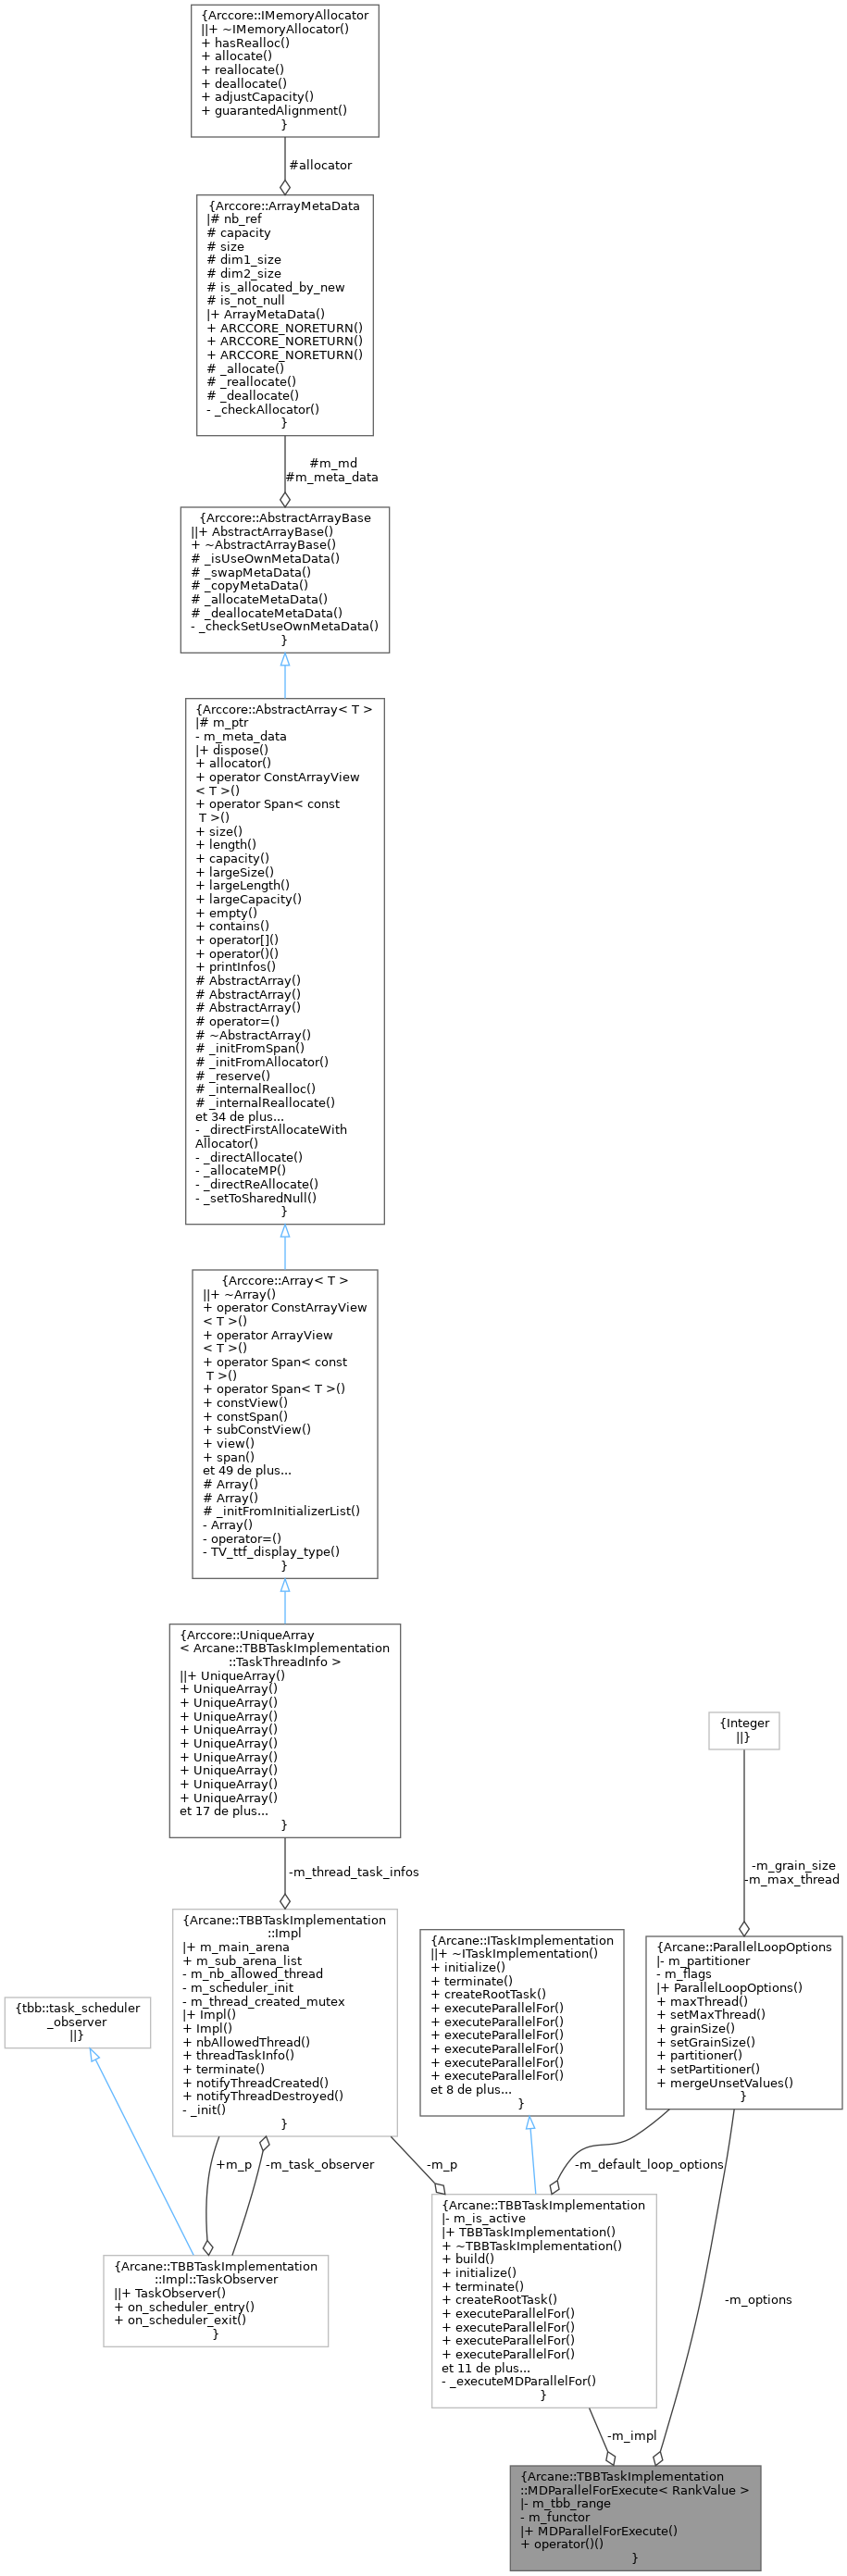 {Arccore::IMemoryAllocator
||+ ~IMemoryAllocator()
+ hasRealloc()
+ allocate()
+ reallocate()
+ deallocate()
+ adjustCapacity()
+ guarantedAlignment()
}
#allocator
{Arccore::ArrayMetaData
|# nb_ref
# capacity
# size
# dim1_size
# dim2_size
# is_allocated_by_new
# is_not_null
|+ ArrayMetaData()
+ ARCCORE_NORETURN()
+ ARCCORE_NORETURN()
+ ARCCORE_NORETURN()
# _allocate()
# _reallocate()
# _deallocate()
- _checkAllocator()
}
#m_md
#m_meta_data
{Arccore::AbstractArrayBase
||+ AbstractArrayBase()
+ ~AbstractArrayBase()
# _isUseOwnMetaData()
# _swapMetaData()
# _copyMetaData()
# _allocateMetaData()
# _deallocateMetaData()
- _checkSetUseOwnMetaData()
}
{Arccore::AbstractArray< T >
|# m_ptr
- m_meta_data
|+ dispose()
+ allocator()
+ operator ConstArrayView
< T >()
+ operator Span< const
T >()
+ size()
+ length()
+ capacity()
+ largeSize()
+ largeLength()
+ largeCapacity()
+ empty()
+ contains()
+ operator[]()
+ operator()()
+ printInfos()
# AbstractArray()
# AbstractArray()
# AbstractArray()
# operator=()
# ~AbstractArray()
# _initFromSpan()
# _initFromAllocator()
# _reserve()
# _internalRealloc()
# _internalReallocate()
et 34 de plus...
- _directFirstAllocateWith
Allocator()
- _directAllocate()
- _allocateMP()
- _directReAllocate()
- _setToSharedNull()
}
{Arccore::Array< T >
||+ ~Array()
+ operator ConstArrayView
< T >()
+ operator ArrayView
< T >()
+ operator Span< const
T >()
+ operator Span< T >()
+ constView()
+ constSpan()
+ subConstView()
+ view()
+ span()
et 49 de plus...
# Array()
# Array()
# _initFromInitializerList()
- Array()
- operator=()
- TV_ttf_display_type()
}
{Arccore::UniqueArray
< Arcane::TBBTaskImplementation
::TaskThreadInfo >
||+ UniqueArray()
+ UniqueArray()
+ UniqueArray()
+ UniqueArray()
+ UniqueArray()
+ UniqueArray()
+ UniqueArray()
+ UniqueArray()
+ UniqueArray()
+ UniqueArray()
et 17 de plus...
}
{Integer
||}
-m_thread_task_infos
-m_grain_size
-m_max_thread
{Arcane::TBBTaskImplementation
::Impl
|+ m_main_arena
+ m_sub_arena_list
- m_nb_allowed_thread
- m_scheduler_init
- m_thread_created_mutex
|+ Impl()
+ Impl()
+ nbAllowedThread()
+ threadTaskInfo()
+ terminate()
+ notifyThreadCreated()
+ notifyThreadDestroyed()
- _init()
}
{Arcane::ITaskImplementation
||+ ~ITaskImplementation()
+ initialize()
+ terminate()
+ createRootTask()
+ executeParallelFor()
+ executeParallelFor()
+ executeParallelFor()
+ executeParallelFor()
+ executeParallelFor()
+ executeParallelFor()
et 8 de plus...
}
{Arcane::ParallelLoopOptions
|- m_partitioner
- m_flags
|+ ParallelLoopOptions()
+ maxThread()
+ setMaxThread()
+ grainSize()
+ setGrainSize()
+ partitioner()
+ setPartitioner()
+ mergeUnsetValues()
}
{tbb::task_scheduler
_observer
||}
+m_p
-m_task_observer
-m_p
-m_default_loop_options
{Arcane::TBBTaskImplementation
::Impl::TaskObserver
||+ TaskObserver()
+ on_scheduler_entry()
+ on_scheduler_exit()
}
{Arcane::TBBTaskImplementation
|- m_is_active
|+ TBBTaskImplementation()
+ ~TBBTaskImplementation()
+ build()
+ initialize()
+ terminate()
+ createRootTask()
+ executeParallelFor()
+ executeParallelFor()
+ executeParallelFor()
+ executeParallelFor()
et 11 de plus...
- _executeMDParallelFor()
}
-m_options
-m_impl
{Arcane::TBBTaskImplementation
::MDParallelForExecute< RankValue >
|- m_tbb_range
- m_functor
|+ MDParallelForExecute()
+ operator()()
}